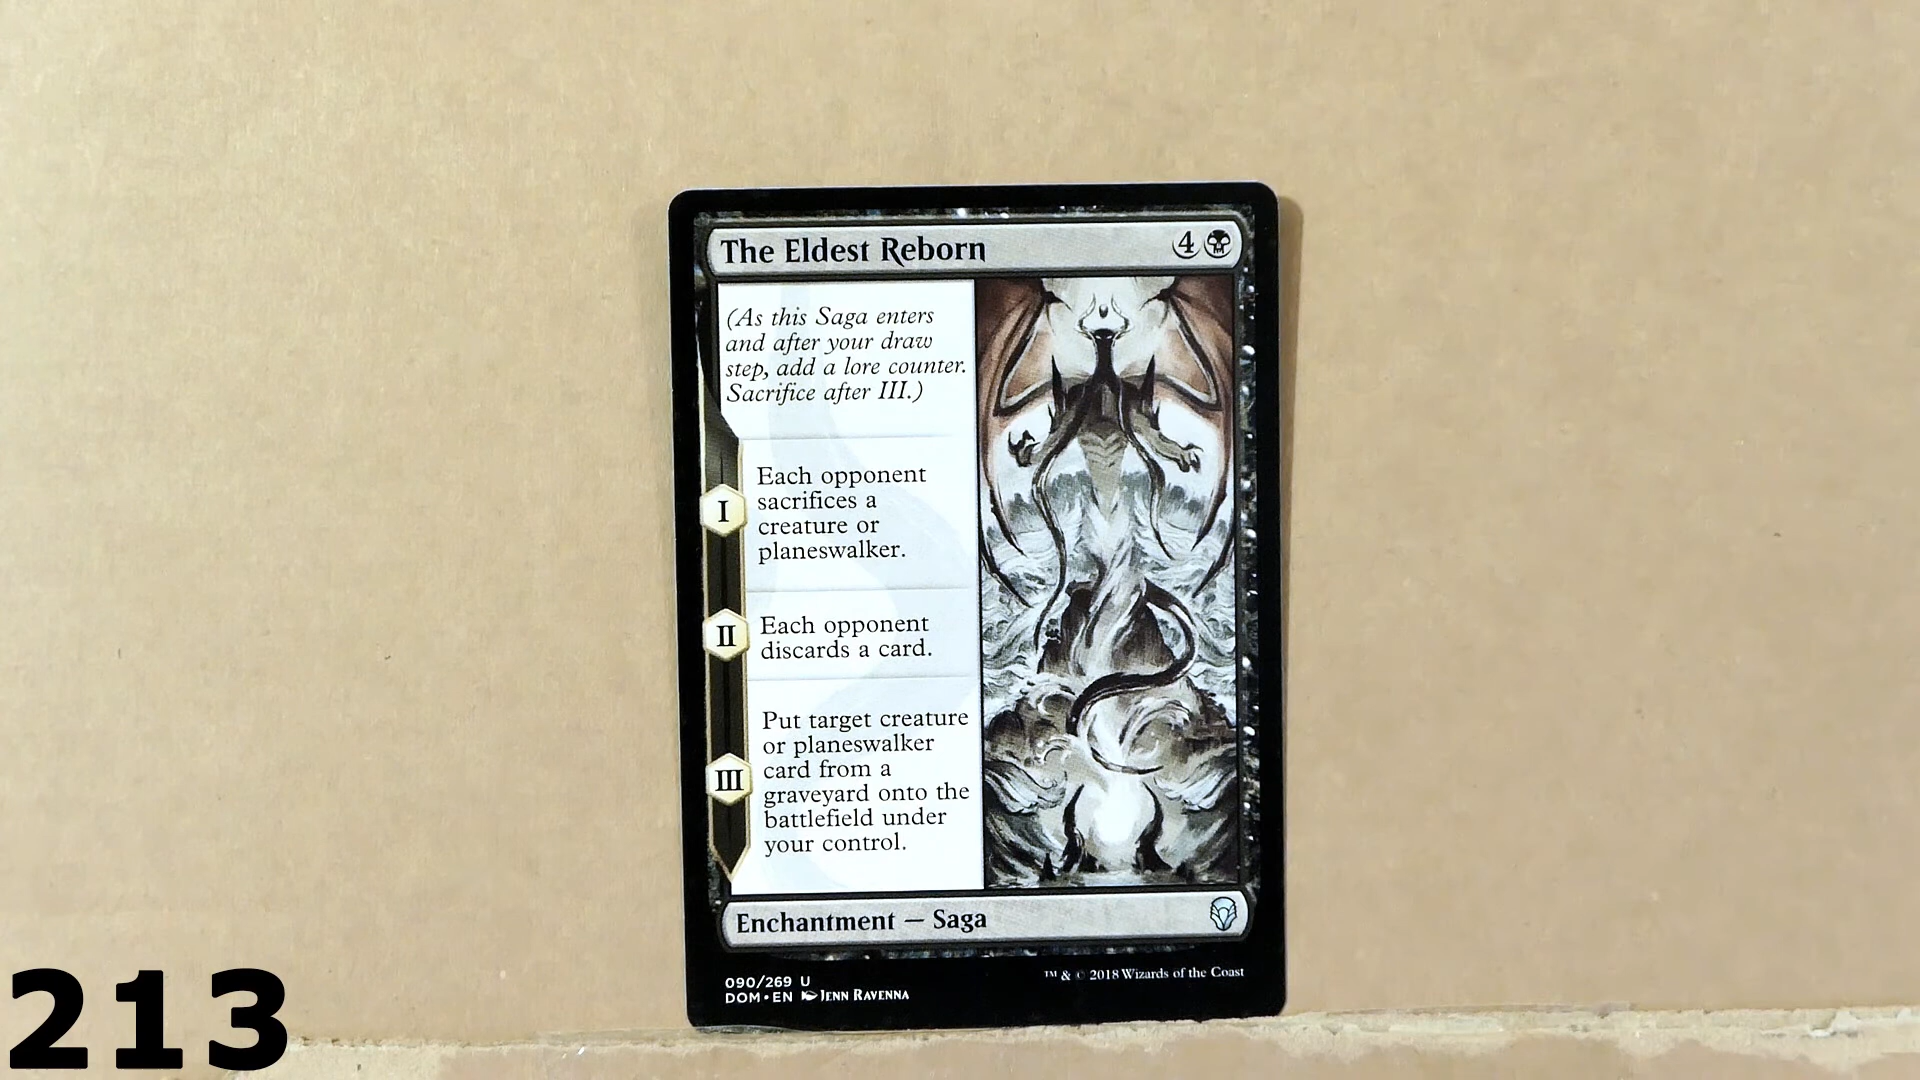 The Eldest Reborn 4
(As this Saga enters
and after your draw
step, add a lore counter.
Sacrifice after III.)
I
Each opponent
sacrifices a
creature or
planeswalker.
II
Each opponent
discards a card.
III
Put target creature
or planeswalker
card from a
graveyard onto the
battlefield under
your control.
Enchantment — Saga
090/269 U
DOM • EN Jenn Ravenna
™ & © 2018 Wizards of the Coast
213